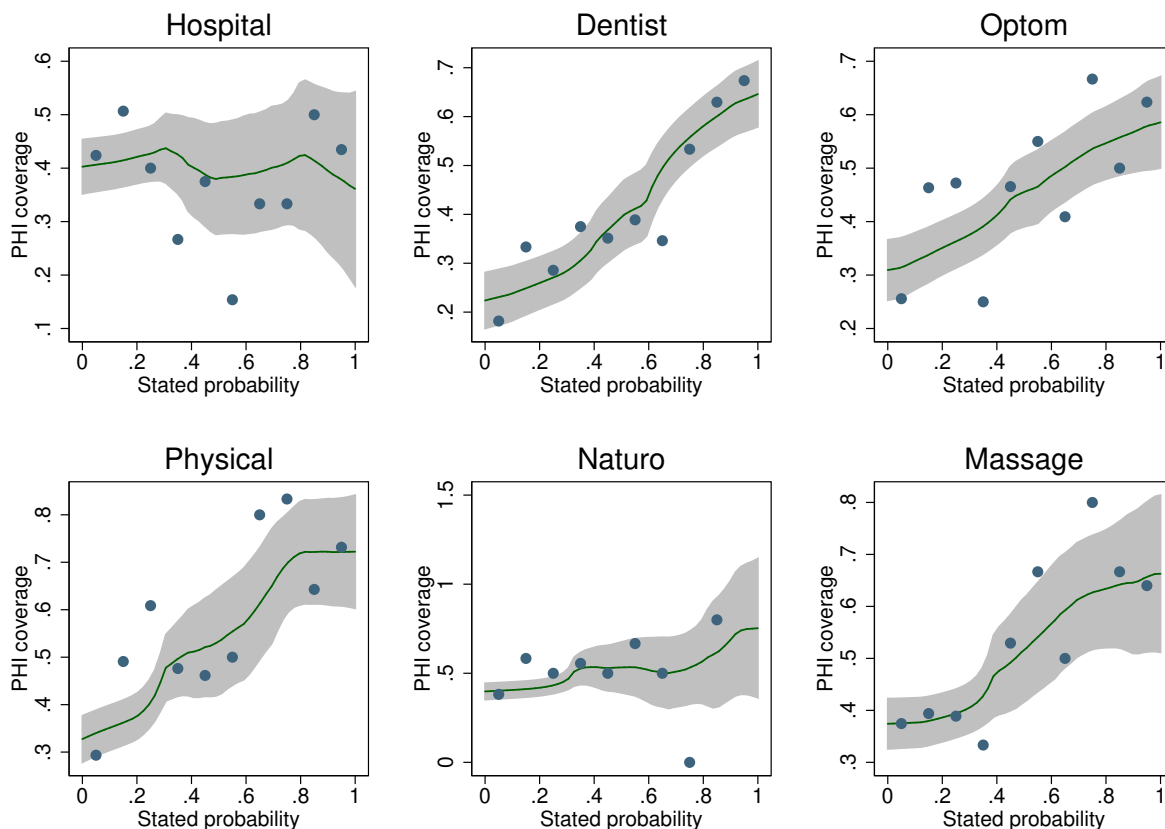 Hospital
PHI coverage
.6
.5
.4
.3
.2
.1
0 .2 .4 .6 .8 1
Stated probability
Dentist
PHI coverage
.7
.6
.5
.4
.3
.2
0 .2 .4 .6 .8 1
Stated probability
Optom
PHI coverage
.7
.6
.5
.4
.3
.2
0 .2 .4 .6 .8 1
Stated probability
Physical
PHI coverage
.8
.7
.6
.5
.4
.3
0 .2 .4 .6 .8 1
Stated probability
Naturo
PHI coverage
1.5
1
.5
0
0 .2 .4 .6 .8 1
Stated probability
Massage
PHI coverage
.8
.7
.6
.5
.4
.3
0 .2 .4 .6 .8 1
Stated probability